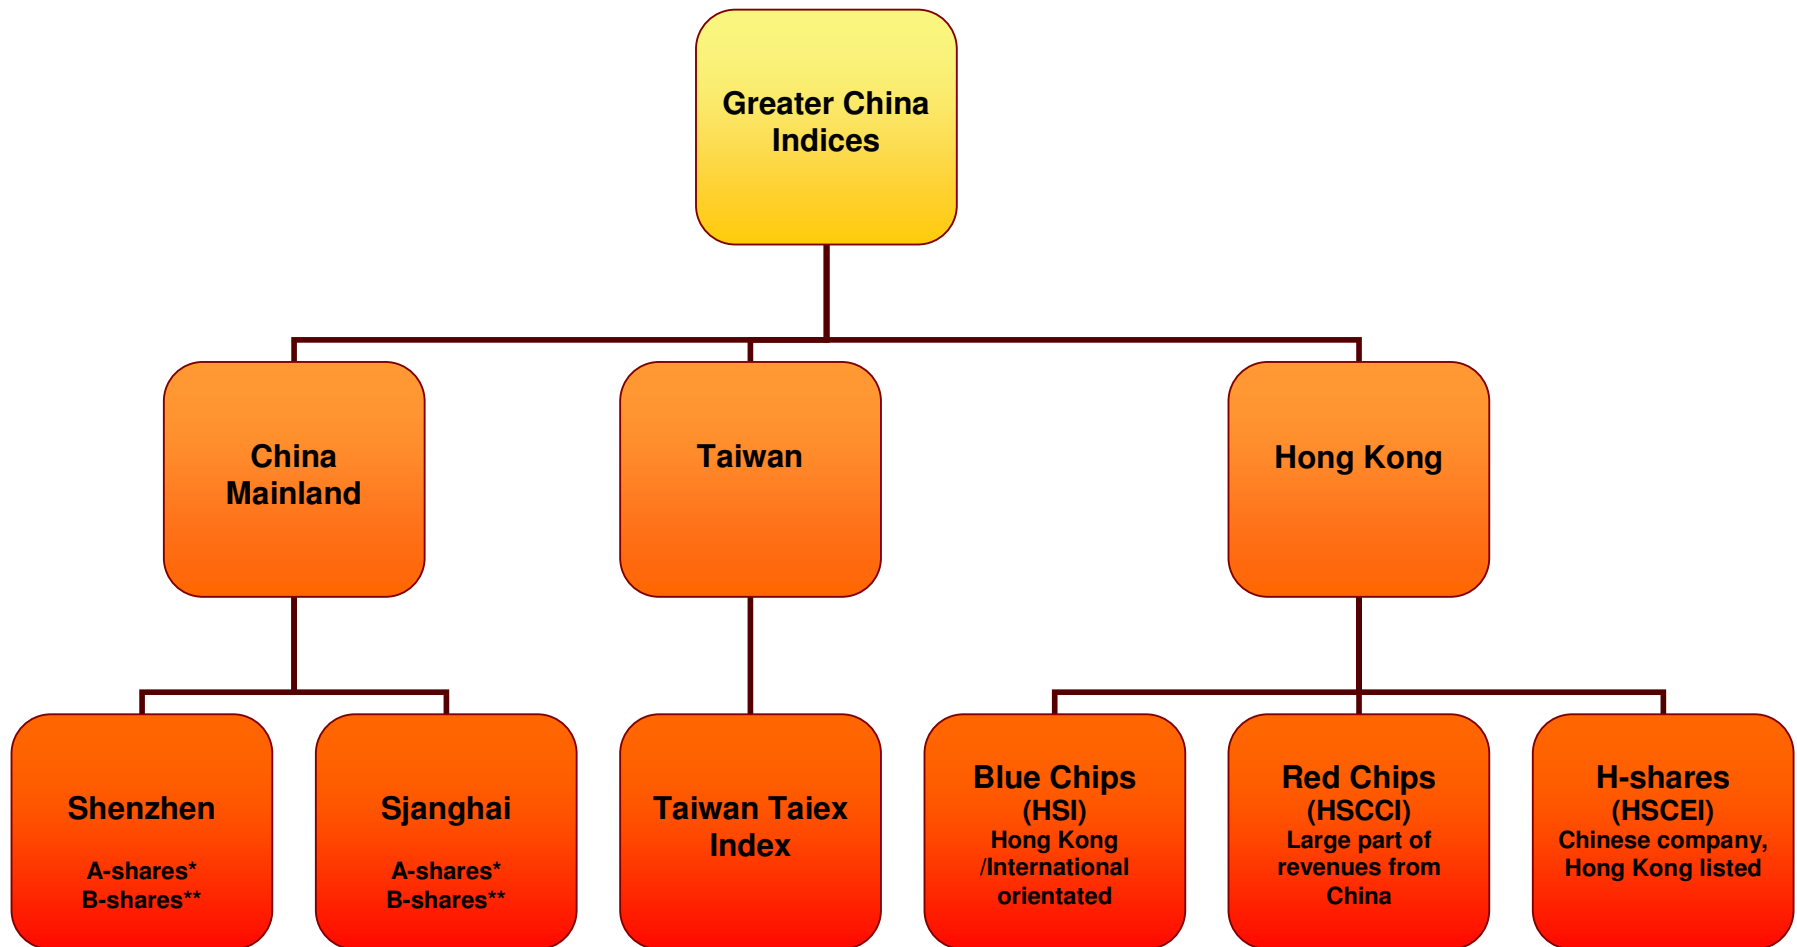 Greater China
Indices
China
Mainland
Taiwan
Hong Kong
Shenzhen
A-shares*
B-shares**
Sjanghai
A-shares*
B-shares**
Taiwan Taiex
Index
Blue Chips
(HSI)
Hong Kong
/International
orientated
Red Chips
(HSCCI)
Large part of
revenues from
China
H-shares
(HSCEI)
Chinese company,
Hong Kong listed